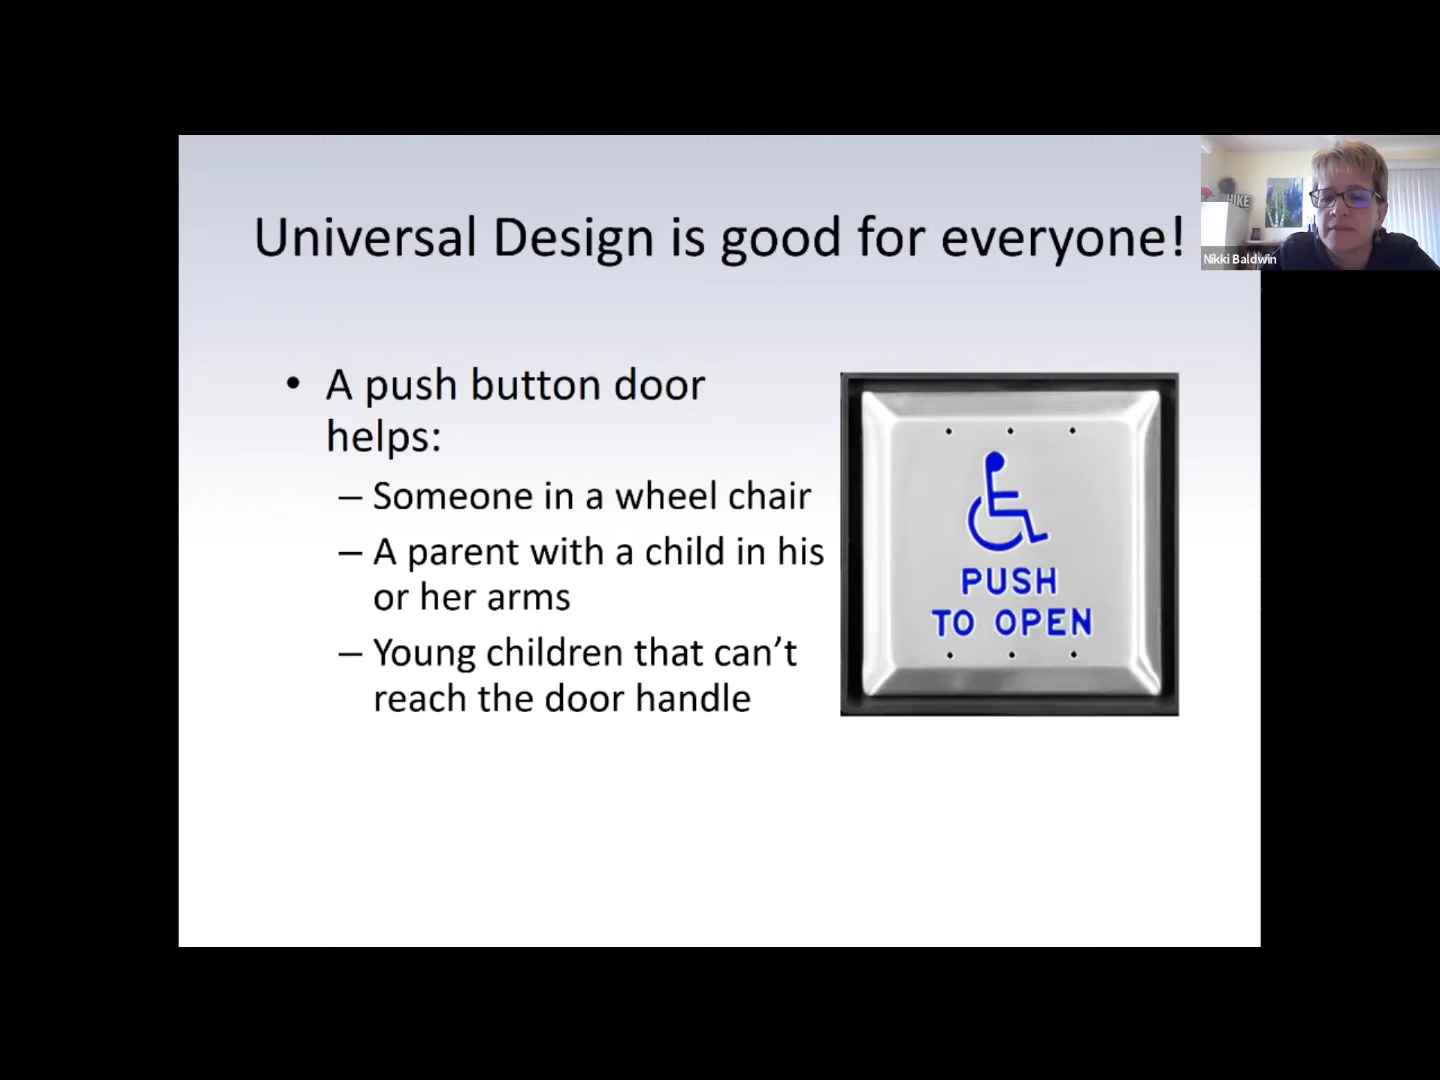 Universal Design is good for everyone!
HIKE
Nikki Baldwin
• A push button door
helps:
– Someone in a wheel chair
– A parent with a child in his
or her arms
– Young children that can’t
reach the door handle
PUSH
TO OPEN